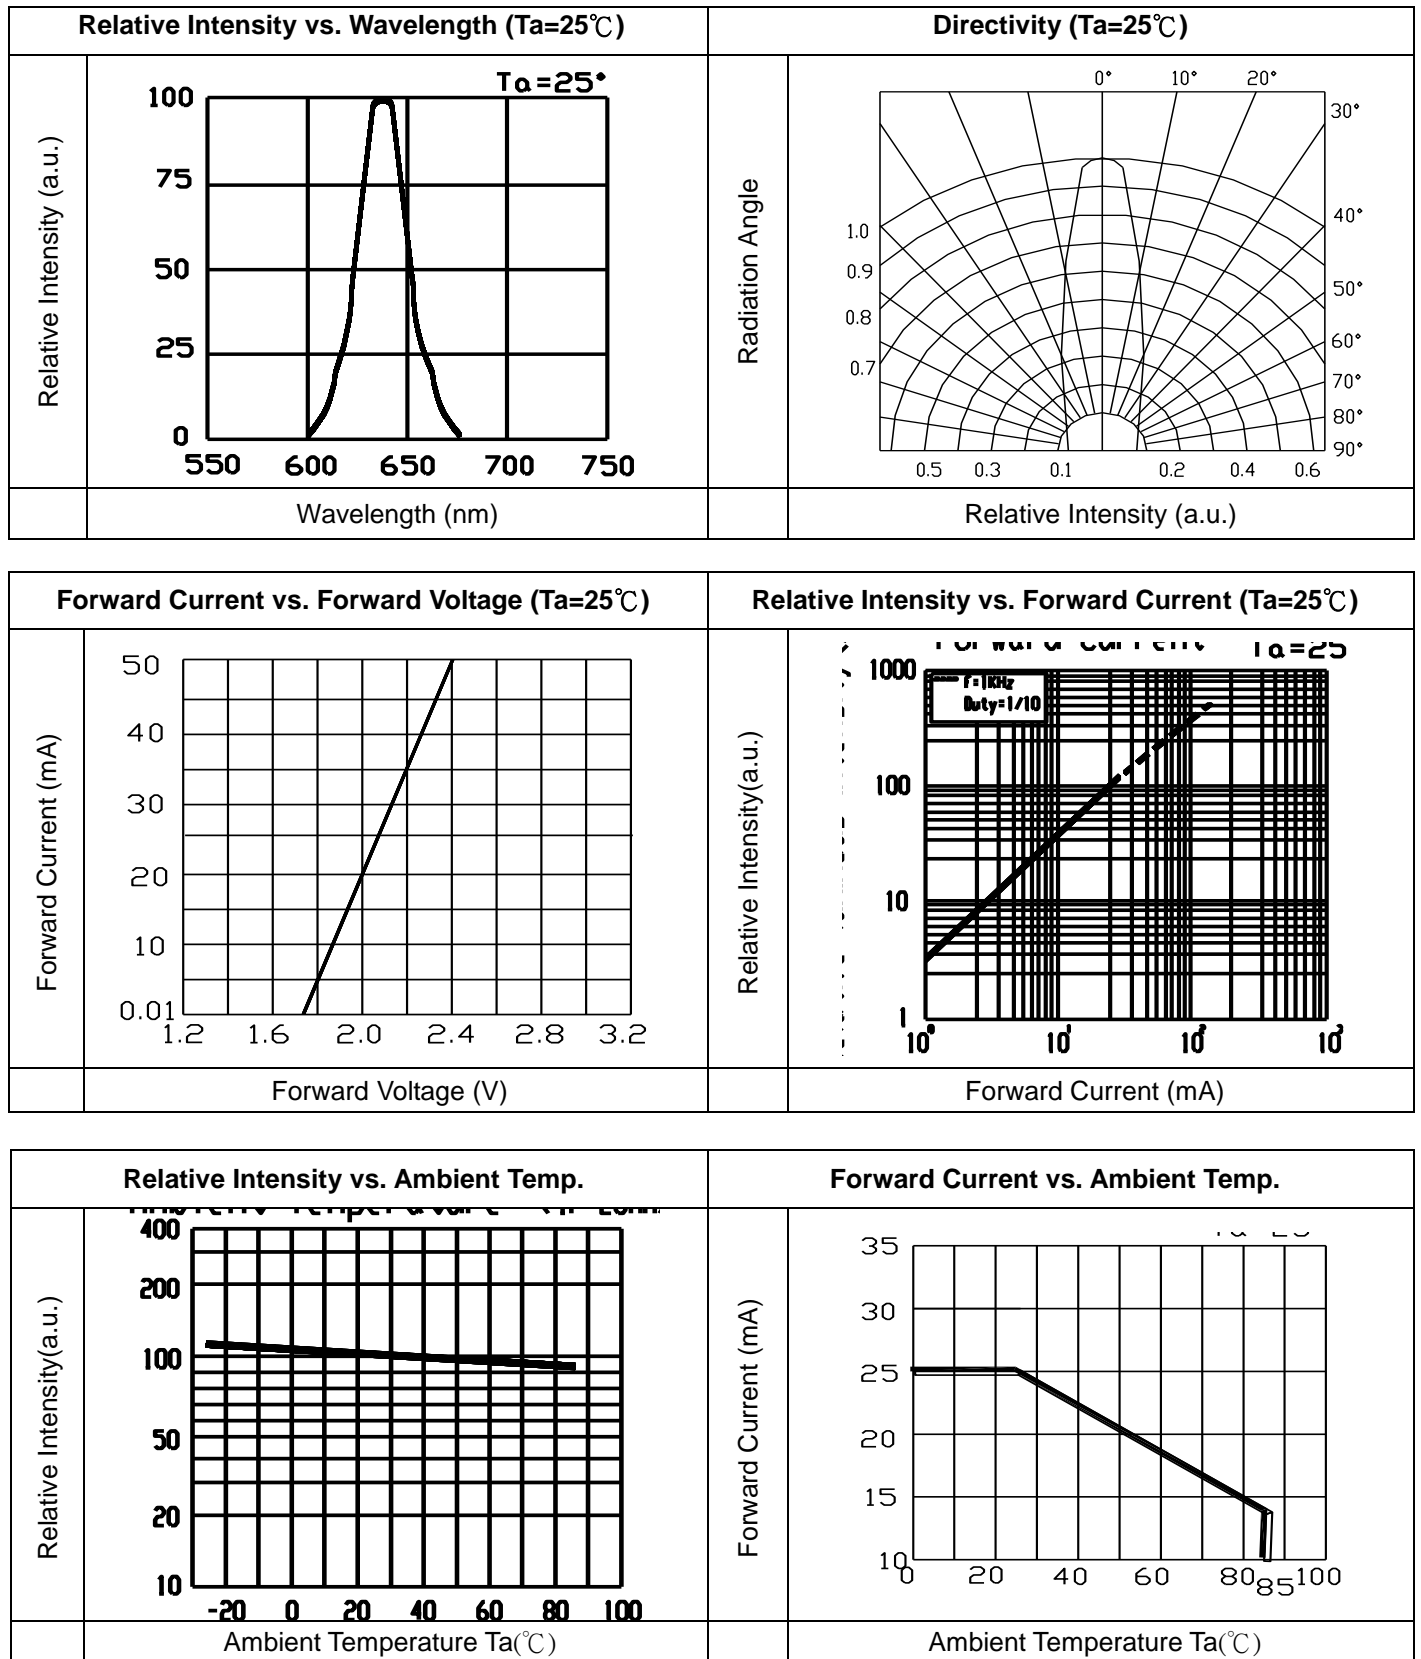 Relative Intensity vs. Wavelength (Ta=25℃)
Directivity (Ta=25℃)
Relative Intensity (a.u.)
Ta=25°
100
75
50
25
0
550 600 650 700 750
Wavelength (nm)
Radiation Angle
0° 10° 20°
30°
40°
50°
60°
70°
80°
90°
1.0
0.9
0.8
0.7
0.5 0.3 0.1 0.2 0.4 0.6
Relative Intensity (a.u.)
Forward Current vs. Forward Voltage (Ta=25℃)
Relative Intensity vs. Forward Current (Ta=25℃)
Forward Current (mA)
50
40
30
20
10
0.01
1.2 1.6 2.0 2.4 2.8 3.2
Forward Voltage (V)
Relative Intensity(a.u.)
Forward Current Ta=25
f=1KHz
Duty=1/10
1000
100
10
1
10⁰ 10¹ 10² 10³
Forward Current (mA)
Relative Intensity vs. Ambient Temp.
Forward Current vs. Ambient Temp.
Relative Intensity(a.u.)
Ambient Temperature
400
200
100
50
20
10
-20 0 20 40 60 80 100
Ambient Temperature Ta(℃)
Forward Current (mA)
35
30
25
20
15
10
0 20 40 60 80 85 100
Ambient Temperature Ta(℃)